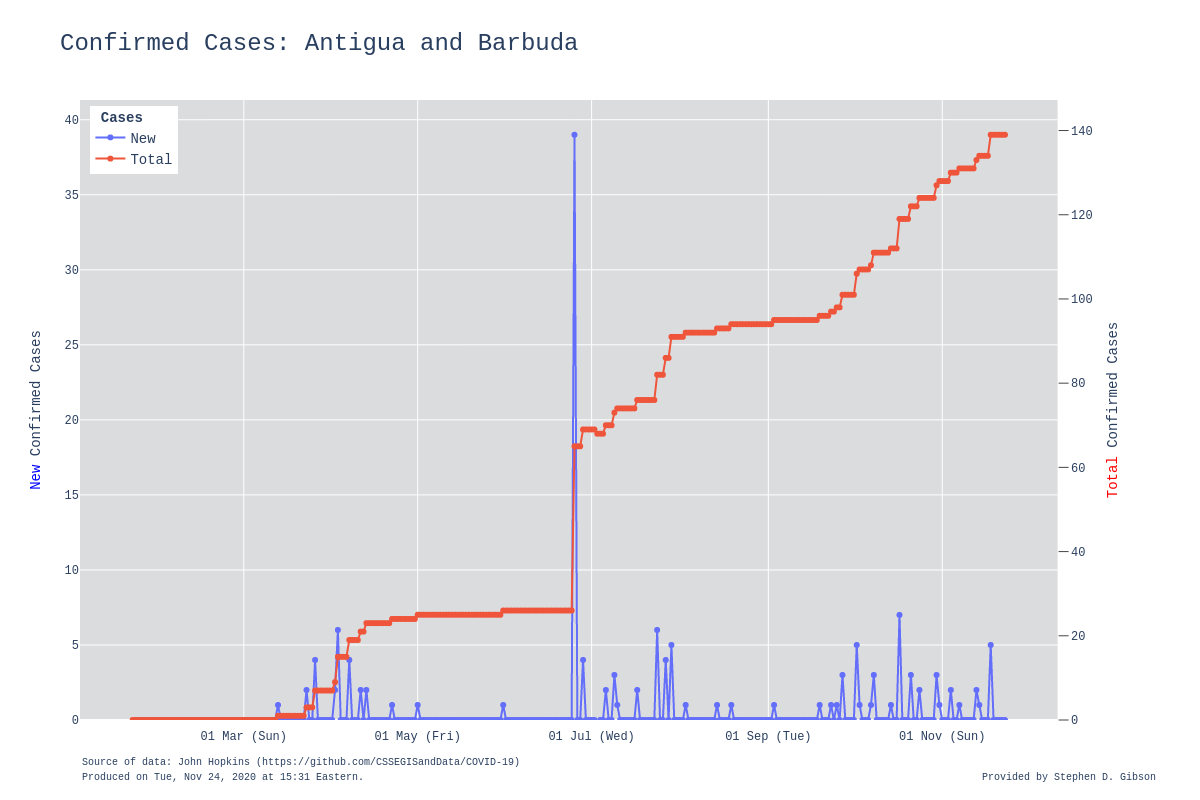 Confirmed Cases: Antigua and Barbuda
Cases
New
Total
40
35
30
25
20
15
10
5
0
New Confirmed Cases
140
120
100
80
60
40
20
0
Total Confirmed Cases
01 Mar (Sun)
01 May (Fri)
01 Jul (Wed)
01 Sep (Tue)
01 Nov (Sun)
Source of data: John Hopkins (https://github.com/CSSEGISandData/COVID-19)
Produced on Tue, Nov 24, 2020 at 15:31 Eastern.
Provided by Stephen D. Gibson